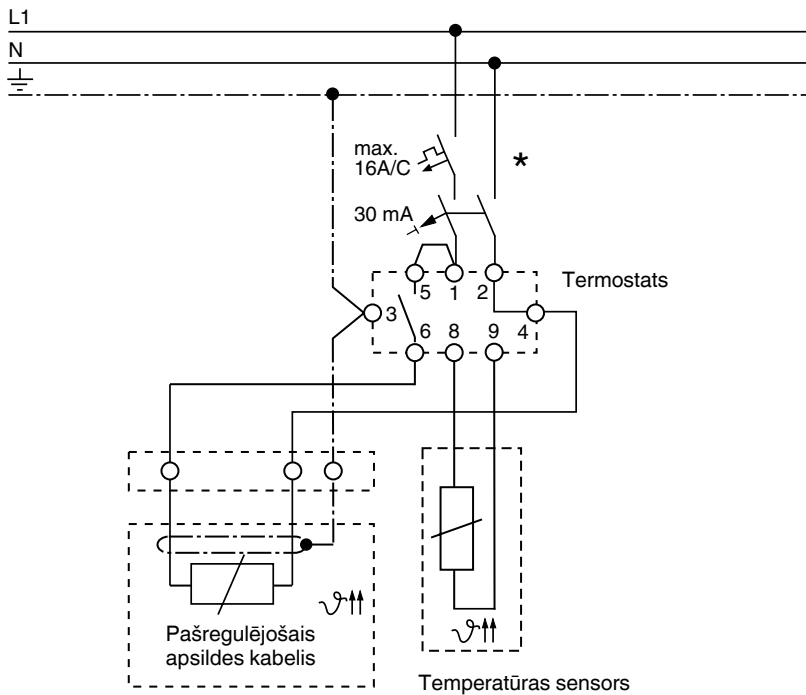 L1
N
max.
16A/C
*
30 mA
Termostats
5 1 2
3
6 8 9 4
ϑ
Pašregulējošais
apsildes kabelis
ϑ
Temperatūras sensors